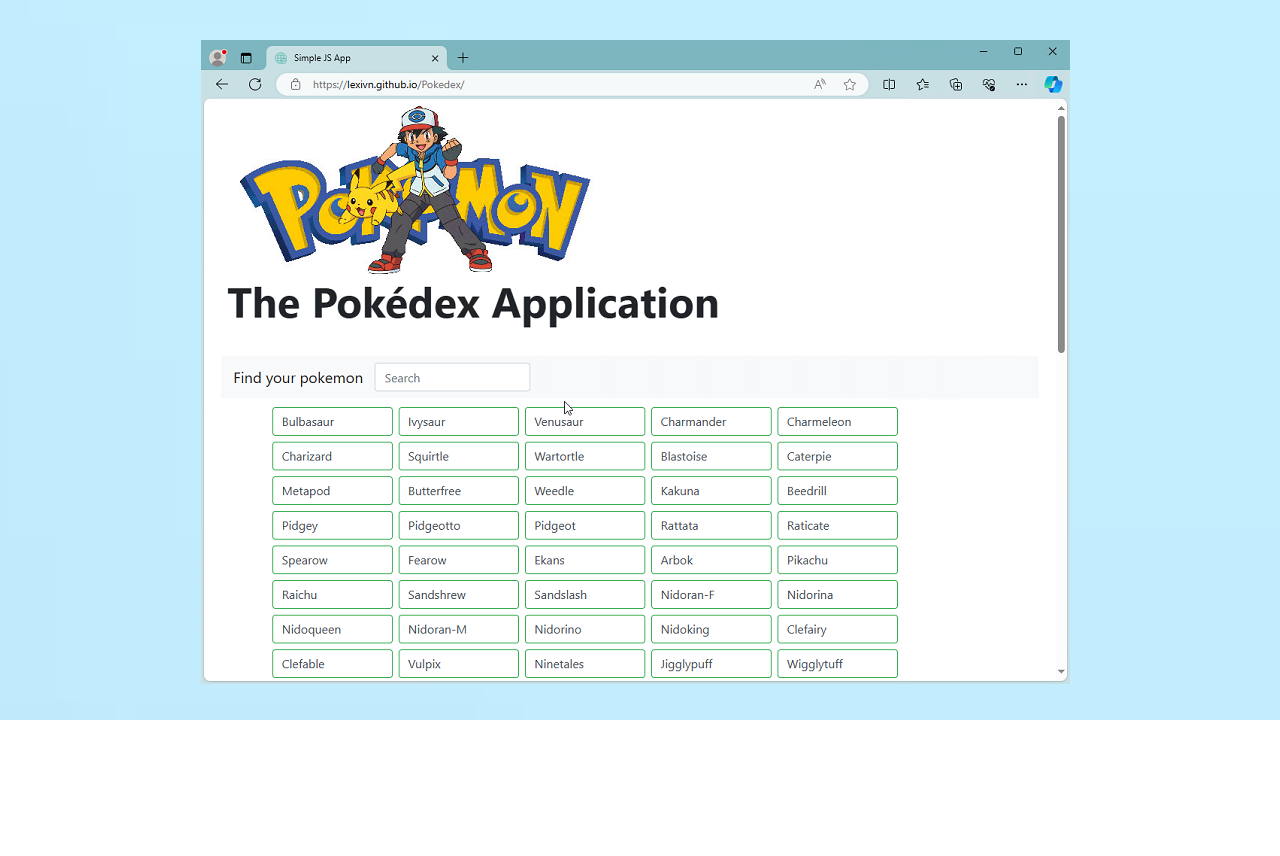 Simple JS App
https://lexivn.github.io/Pokedex/
POKéMON
The Pokédex Application
Find your pokemon Search
Bulbasaur Ivysaur Venusaur Charmander Charmeleon
Charizard Squirtle Wartortle Blastoise Caterpie
Metapod Butterfree Weedle Kakuna Beedrill
Pidgey Pidgeotto Pidgeot Rattata Raticate
Spearow Fearow Ekans Arbok Pikachu
Raichu Sandshrew Sandslash Nidoran-F Nidorina
Nidoqueen Nidoran-M Nidorino Nidoking Clefairy
Clefable Vulpix Ninetales Jigglypuff Wigglytuff